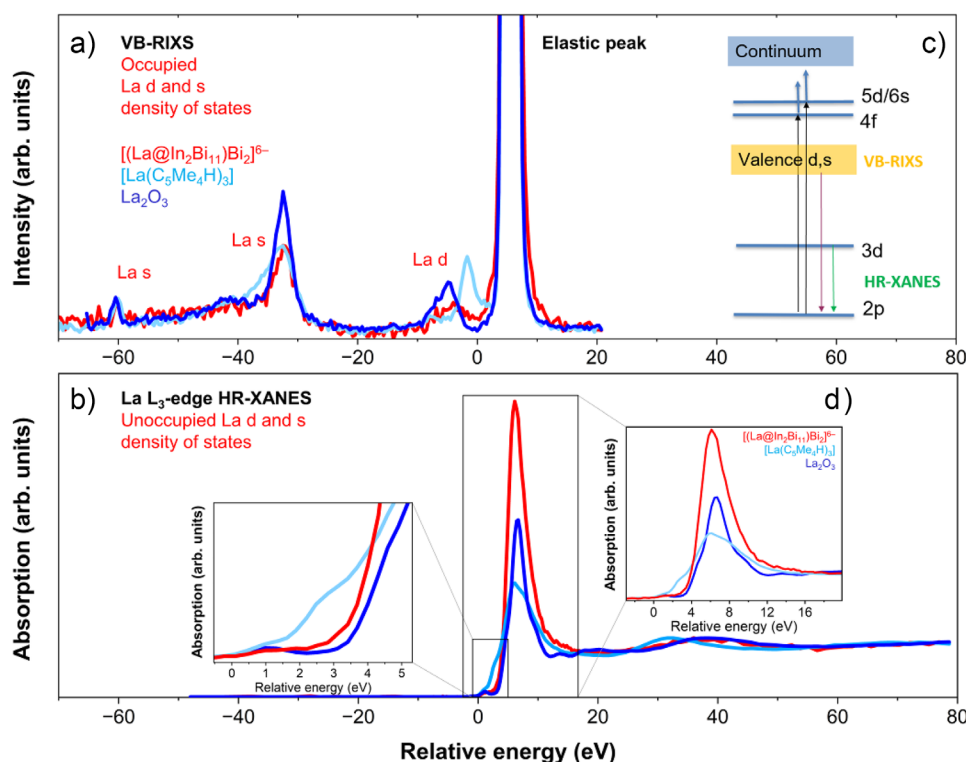 a)
VB-RIXS
Occupied
La d and s
density of states
[(La@In₂Bi₁₁)Bi₂]⁶⁻
[La(C₅Me₄H)₃]
La₂O₃
Elastic peak
c)
Continuum
5d/6s
4f
Valence d,s
VB-RIXS
3d
HR-XANES
2p
La s
La s
La d
Intensity (arb. units)
−60
−40
−20
0
20
40
60
80
b)
La L₃-edge HR-XANES
Unoccupied La d and s
density of states
d)
Absorption (arb. units)
0
1
2
3
4
5
Relative energy (eV)
[(La@In₂Bi₁₁)Bi₂]⁶⁻
[La(C₅Me₄H)₃]
La₂O₃
Absorption (arb. units)
0
4
8
12
16
Relative energy (eV)
Absorption (arb. units)
−60
−40
−20
0
20
40
60
80
Relative energy (eV)